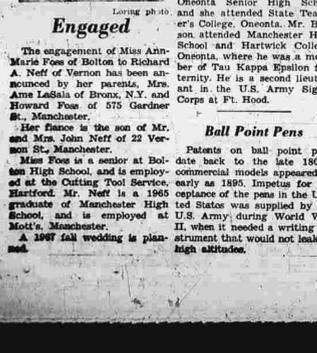 Loring photo.
Engaged
The engagement of Miss Ann-
Marie Foss of Bolton to Richard
A. Neff of Vernon has been an-
nounced by her parents, Mrs.
Ame LaSala of Bronx, N.Y. and
Howard Foss of 575 Gardner
St., Manchester.
Her fiance is the son of Mr.
and Mrs. John Neff of 22 Ver-
non St., Manchester.
Miss Foss is a senior at Bol-
ton High School, and is employ-
ed at the Cutting Tool Service,
Hartford. Mr. Neff is a 1965
graduate of Manchester High
School, and is employed at
Mott's, Manchester.
A 1967 fall wedding is plan-
ned.
Oneonta Senior High Sc
and she attended State Tea
er's College, Oneonta. Mr. B
son attended Manchester H
School and Hartwick Colle
Oneonta, where he was a m
ber of Tau Kappa Epsilon f
ternity. He is a second lieut
ant in the U.S. Army Sig
Corps at Ft. Hood.
Ball Point Pens
Patents on ball point p
date back to the late 180
commercial models appeared
early as 1895. Impetus for
ceptance of the pens in the U
ted States was supplied by
U.S. Army during World W
II, when it needed a writing
strument that would not leak
high altitudes.